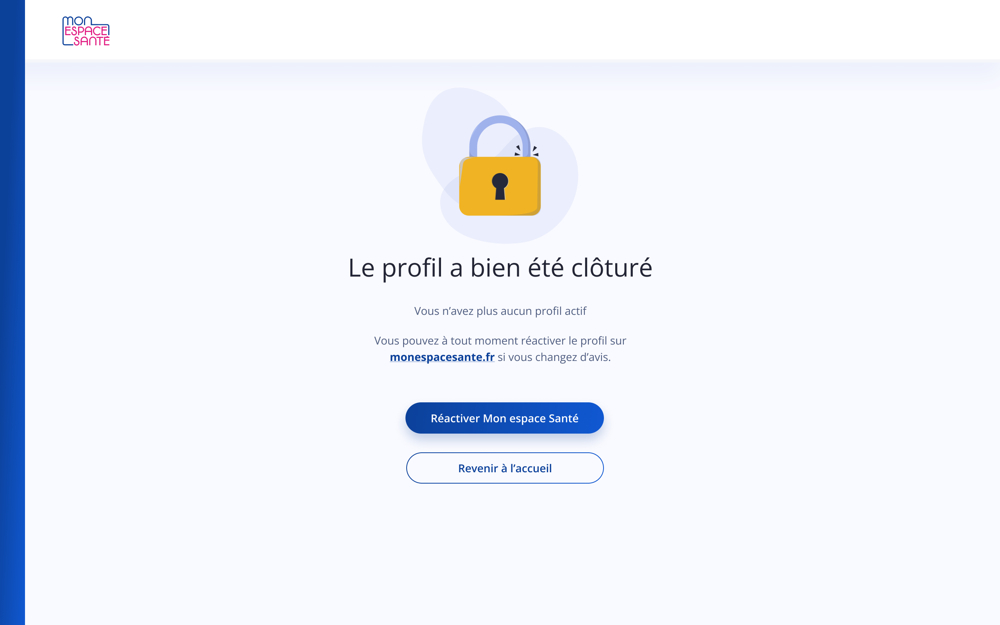 mon
ESPACE
SANTÉ
Le profil a bien été clôturé
Vous n’avez plus aucun profil actif
Vous pouvez à tout moment réactiver le profil sur
monespacesante.fr si vous changez d’avis.
Réactiver Mon espace Santé
Revenir à l’accueil